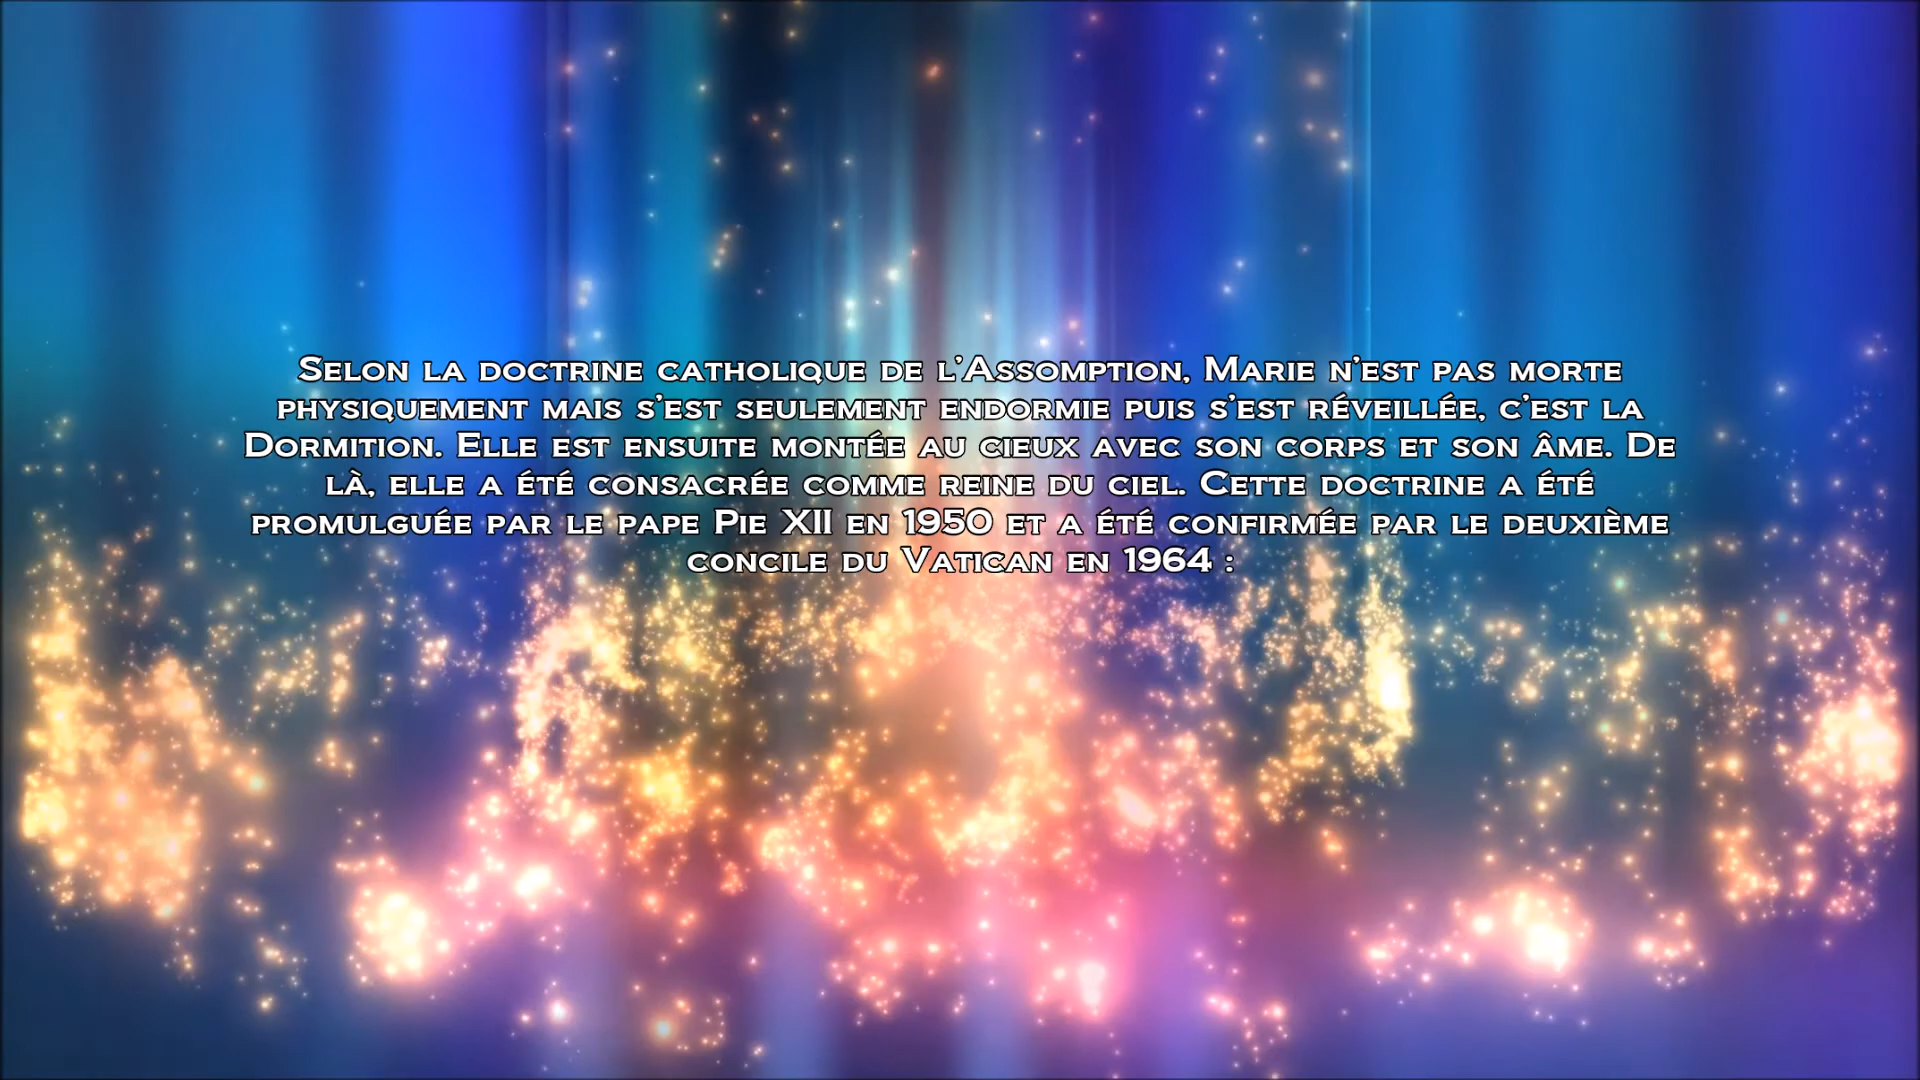 Selon la doctrine catholique de l’Assomption, Marie n’est pas morte
physiquement mais s’est seulement endormie puis s’est réveillée, c’est la
Dormition. Elle est ensuite montée au cieux avec son corps et son âme. De
là, elle a été consacrée comme reine du ciel. Cette doctrine a été
promulguée par le pape Pie XII en 1950 et a été confirmée par le deuxième
concile du Vatican en 1964 :